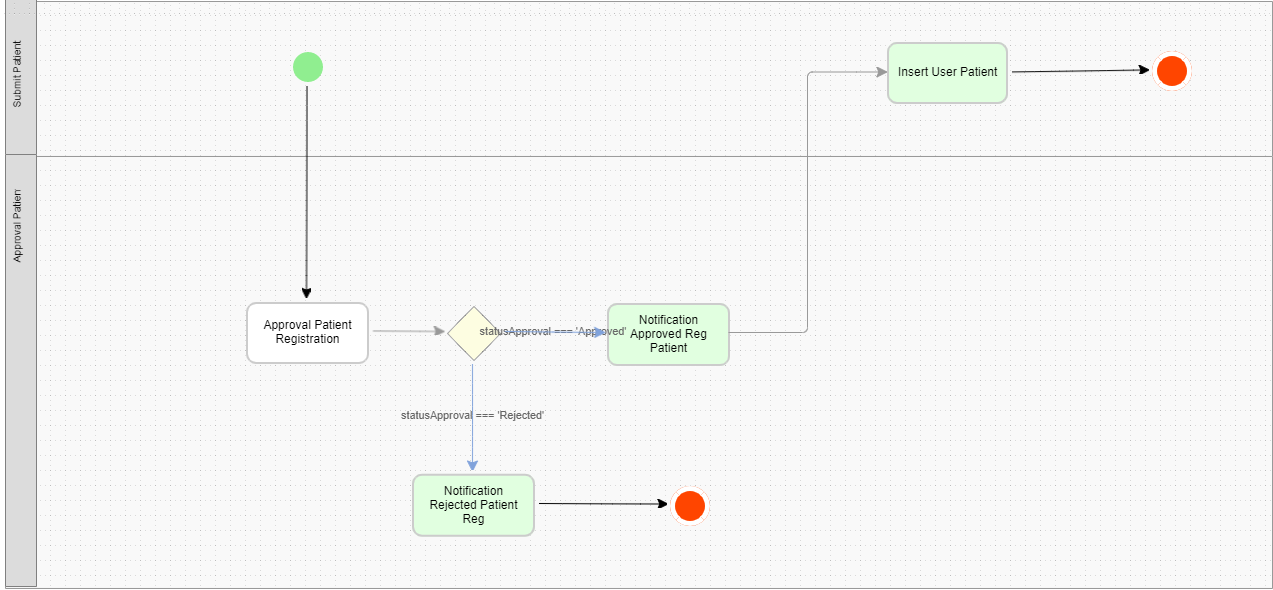 Submit Patient
Insert User Patient
Approval Patien
Approval Patient
Registration
statusApproval === 'Approved'
Notification
Approved Reg
Patient
statusApproval === 'Rejected'
Notification
Rejected Patient
Reg